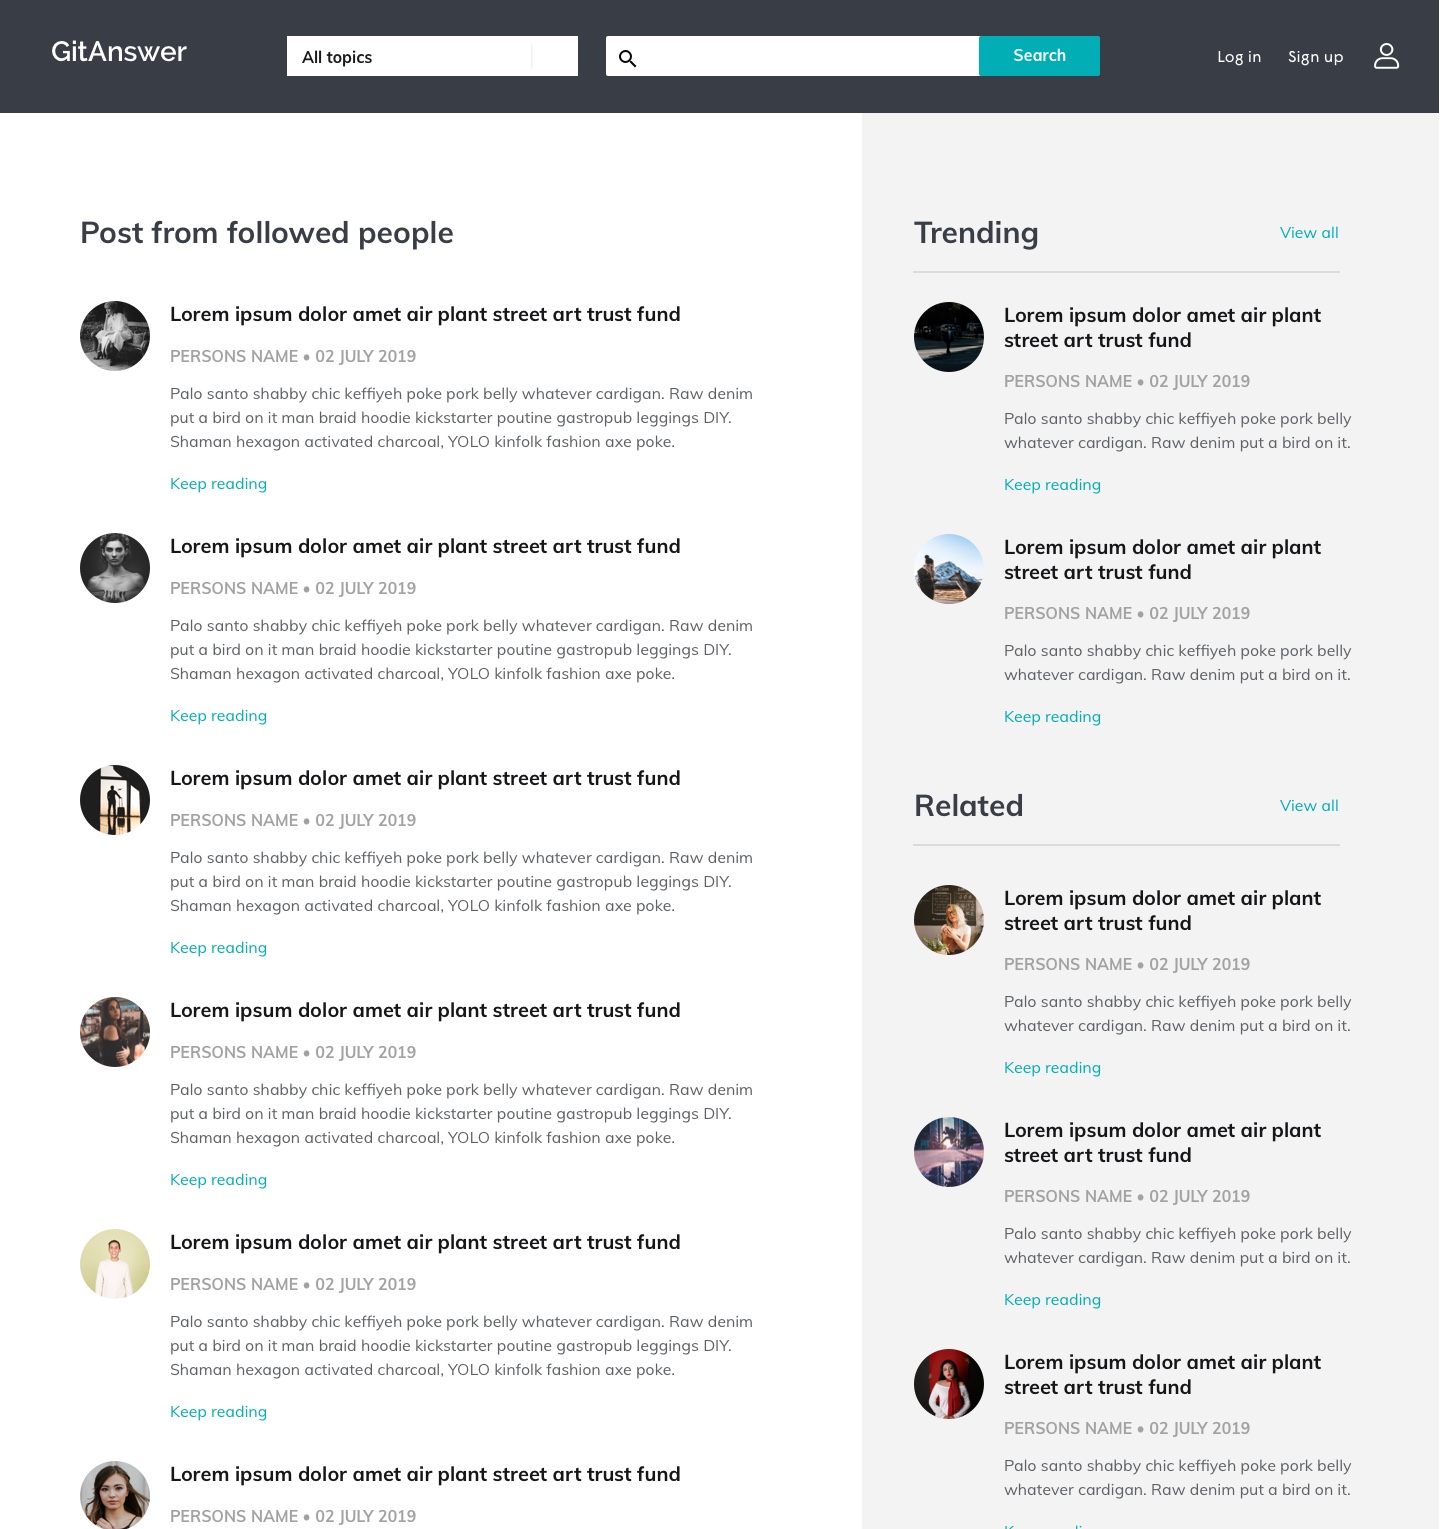 GitAnswer
All topics
Search
Log in
Sign up
Post from followed people
Lorem ipsum dolor amet air plant street art trust fund
PERSONS NAME • 02 JULY 2019
Palo santo shabby chic keffiyeh poke pork belly whatever cardigan. Raw denim
put a bird on it man braid hoodie kickstarter poutine gastropub leggings DIY.
Shaman hexagon activated charcoal, YOLO kinfolk fashion axe poke.
Keep reading
Lorem ipsum dolor amet air plant street art trust fund
PERSONS NAME • 02 JULY 2019
Palo santo shabby chic keffiyeh poke pork belly whatever cardigan. Raw denim
put a bird on it man braid hoodie kickstarter poutine gastropub leggings DIY.
Shaman hexagon activated charcoal, YOLO kinfolk fashion axe poke.
Keep reading
Lorem ipsum dolor amet air plant street art trust fund
PERSONS NAME • 02 JULY 2019
Palo santo shabby chic keffiyeh poke pork belly whatever cardigan. Raw denim
put a bird on it man braid hoodie kickstarter poutine gastropub leggings DIY.
Shaman hexagon activated charcoal, YOLO kinfolk fashion axe poke.
Keep reading
Lorem ipsum dolor amet air plant street art trust fund
PERSONS NAME • 02 JULY 2019
Palo santo shabby chic keffiyeh poke pork belly whatever cardigan. Raw denim
put a bird on it man braid hoodie kickstarter poutine gastropub leggings DIY.
Shaman hexagon activated charcoal, YOLO kinfolk fashion axe poke.
Keep reading
Lorem ipsum dolor amet air plant street art trust fund
PERSONS NAME • 02 JULY 2019
Palo santo shabby chic keffiyeh poke pork belly whatever cardigan. Raw denim
put a bird on it man braid hoodie kickstarter poutine gastropub leggings DIY.
Shaman hexagon activated charcoal, YOLO kinfolk fashion axe poke.
Keep reading
Lorem ipsum dolor amet air plant street art trust fund
PERSONS NAME • 02 JULY 2019
Trending
View all
Lorem ipsum dolor amet air plant
street art trust fund
PERSONS NAME • 02 JULY 2019
Palo santo shabby chic keffiyeh poke pork belly
whatever cardigan. Raw denim put a bird on it.
Keep reading
Lorem ipsum dolor amet air plant
street art trust fund
PERSONS NAME • 02 JULY 2019
Palo santo shabby chic keffiyeh poke pork belly
whatever cardigan. Raw denim put a bird on it.
Keep reading
Related
View all
Lorem ipsum dolor amet air plant
street art trust fund
PERSONS NAME • 02 JULY 2019
Palo santo shabby chic keffiyeh poke pork belly
whatever cardigan. Raw denim put a bird on it.
Keep reading
Lorem ipsum dolor amet air plant
street art trust fund
PERSONS NAME • 02 JULY 2019
Palo santo shabby chic keffiyeh poke pork belly
whatever cardigan. Raw denim put a bird on it.
Keep reading
Lorem ipsum dolor amet air plant
street art trust fund
PERSONS NAME • 02 JULY 2019
Palo santo shabby chic keffiyeh poke pork belly
whatever cardigan. Raw denim put a bird on it.